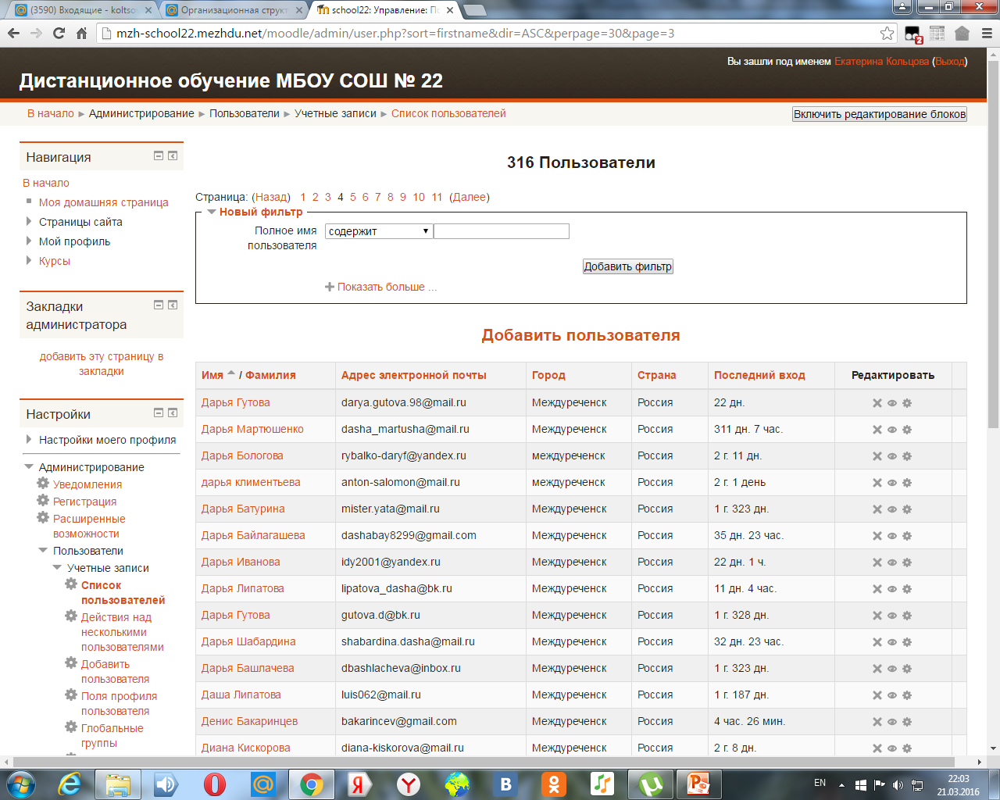 (3590) Входящие - koltso
Организационная структ
school22: Управление: По
mzh-school22.mezhdu.net/moodle/admin/user.php?sort=firstname&dir=ASC&perpage=30&page=3
2
Вы зашли под именем Екатерина Кольцова (Выход)
Дистанционное обучение МБОУ СОШ № 22
В начало ► Администрирование ► Пользователи ► Учетные записи ► Список пользователей
Включить редактирование блоков
Навигация
В начало
Моя домашняя страница
Страницы сайта
Мой профиль
Курсы
Закладки
администратора
добавить эту страницу в
закладки
Настройки
Настройки моего профиля
Администрирование
Уведомления
Регистрация
Расширенные
возможности
Пользователи
Учетные записи
Список
пользователей
Действия над
несколькими
пользователями
Добавить
пользователя
Поля профиля
пользователя
Глобальные
группы
316 Пользователи
Страница: (Назад) 1 2 3 4 5 6 7 8 9 10 11 (Далее)
Новый фильтр
Полное имя
пользователя
содержит
Добавить фильтр
Показать больше ...
Добавить пользователя
Имя / Фамилия Адрес электронной почты Город Страна Последний вход Редактировать
Дарья Гутова darya.gutova.98@mail.ru Междуреченск Россия 22 дн.
Дарья Мартюшенко dasha_martusha@mail.ru Междуреченск Россия 311 дн. 7 час.
Дарья Бологова rybalko-daryf@yandex.ru междуреченск Россия 2 г. 11 дн.
дарья климентьева anton-salomon@mail.ru междуреченск Россия 2 г. 1 день
Дарья Батурина mister.yata@mail.ru Междуреченск Россия 1 г. 323 дн.
Дарья Байлагашева dashabay8299@gmail.com Междуреченск Россия 35 дн. 23 час.
Дарья Иванова idy2001@yandex.ru Междуреченск Россия 22 дн. 1 ч.
Дарья Липатова lipatova_dasha@bk.ru Междуреченск Россия 11 дн. 4 час.
Дарья Гутова gutova.d@bk.ru Междуреченск Россия 1 г. 328 дн.
Дарья Шабардина shabardina.dasha@mail.ru Междуреченск Россия 32 дн. 23 час.
Дарья Башлачева dbashlacheva@inbox.ru Междуреченск Россия 1 г. 323 дн.
Даша Липатова luis062@mail.ru Междуреченск Россия 1 г. 187 дн.
Денис Бакаринцев bakarincev@gmail.com Междуреченск Россия 4 час. 26 мин.
Диана Кискорова diana-kiskorova@mail.ru Междуреченск Россия 2 г. 8 дн.
EN
22:03
21.03.2016